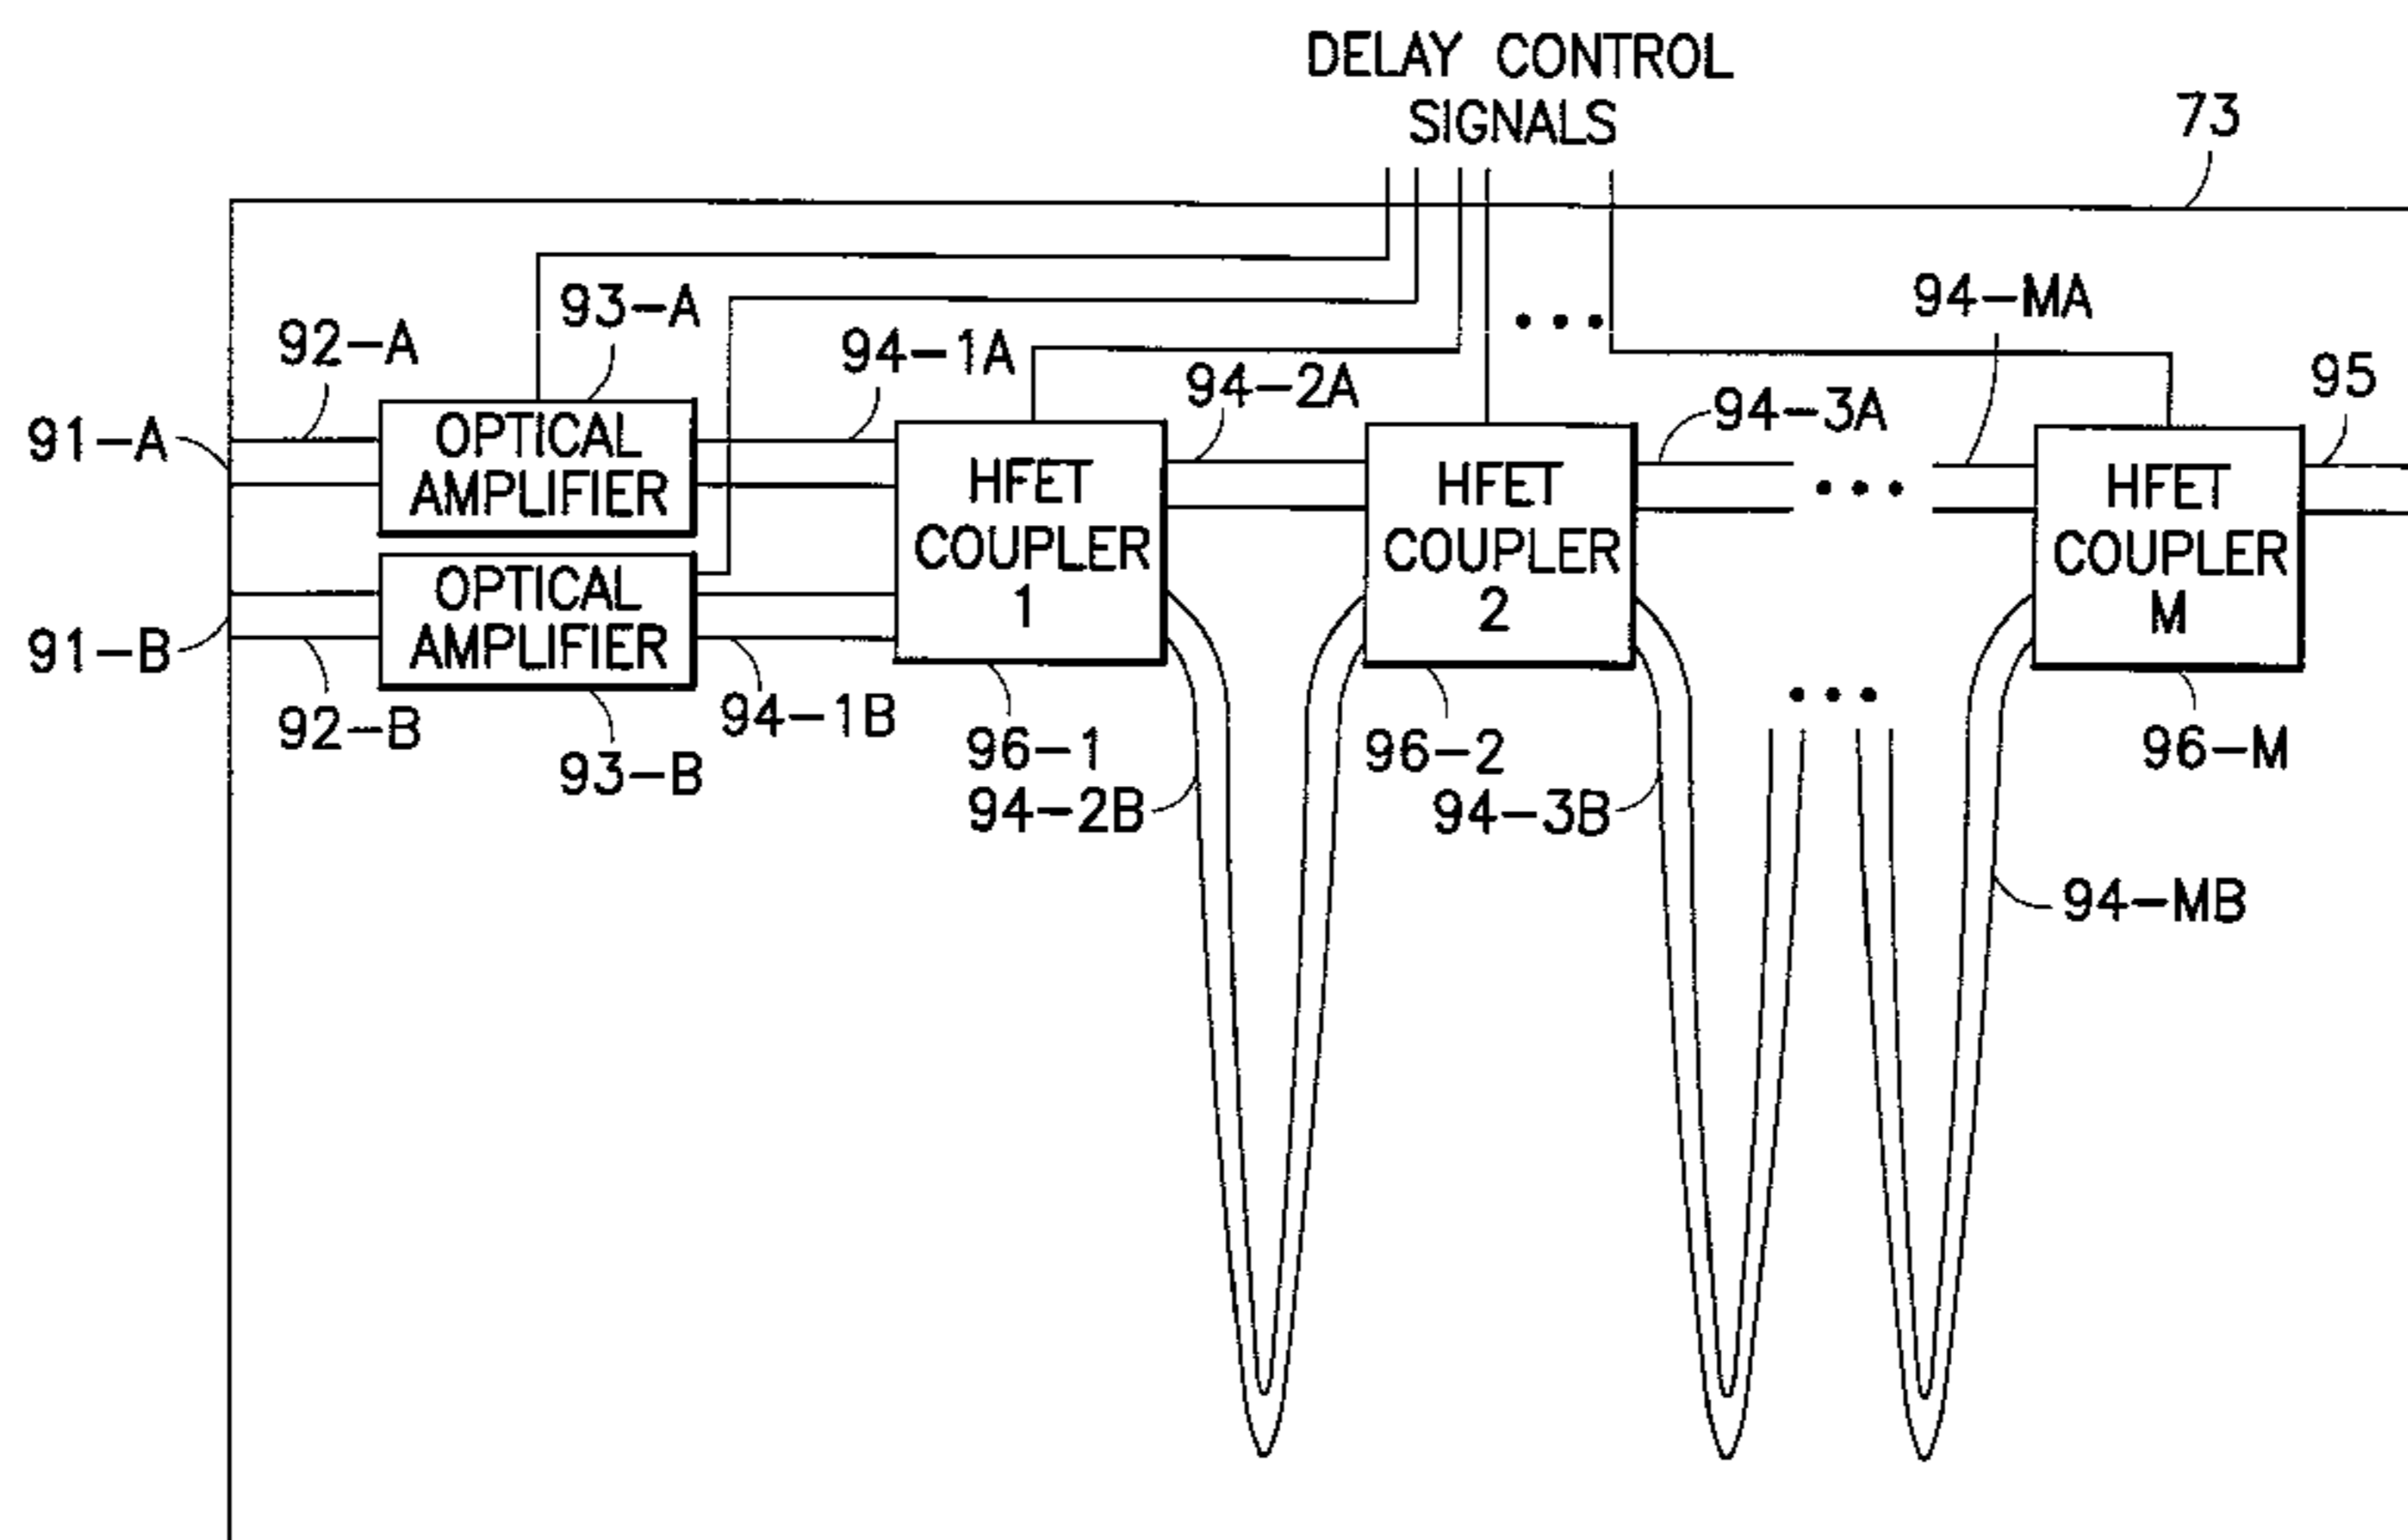 DELAY CONTROL
SIGNALS
73
92-A
93-A
94-1A
94-2A
94-3A
94-MA
95
91-A
OPTICAL
AMPLIFIER
HFET
COUPLER
1
HFET
COUPLER
2
HFET
COUPLER
M
91-B
OPTICAL
AMPLIFIER
92-B
93-B
94-1B
96-1
94-2B
96-2
94-3B
96-M
94-MB